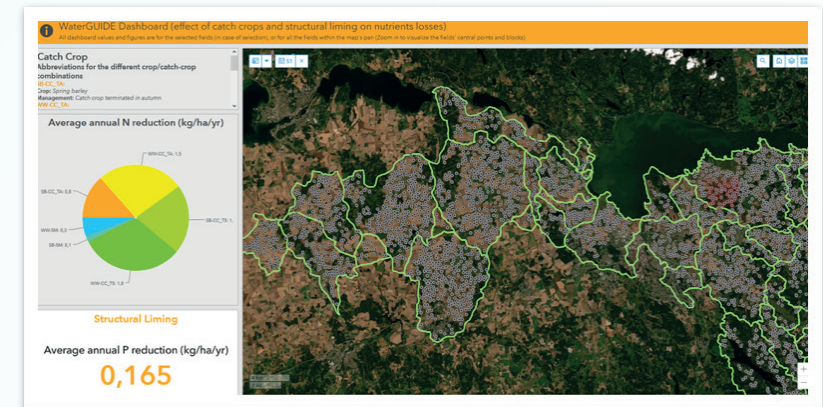 WaterGUIDE Dashboard (effect of catch crops and structural liming on nutrients losses)
All dashboard values and figures are for the selected fields (in case of selection), or for all the fields within the map's pen (Zoom in to visualize the fields' central points and blocks)
Catch Crop
Abbreviations for the different crop/catch-crop
combinations
SB-CC_TA:
Crop: Spring barley
Management: Catch crop terminated in autumn
WW-CC_TA:
51
Average annual N reduction (kg/ha/yr)
WW-CC_TA: 1,5
SB-CC_TA: 0,8
SB-CC_TS: 1,
WW-SM: 0,3
SB-SM: 0,1
WW-CC_TS: 1,8
Structural Liming
Average annual P reduction (kg/ha/yr)
0,165